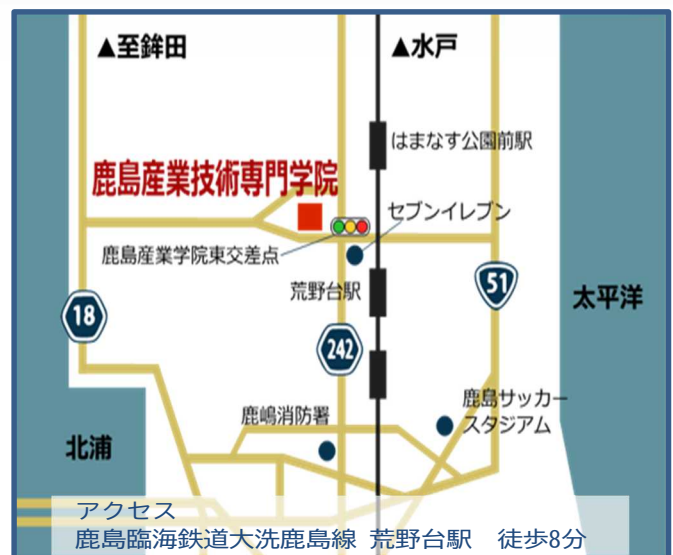 ▲至鉾田
▲水戸
はまなす公園前駅
鹿島産業技術専門学院
セブンイレブン
鹿島産業学院東交差点
荒野台駅
51
太平洋
18
242
鹿島サッカー
スタジアム
鹿嶋消防署
北浦
アクセス
鹿島臨海鉄道大洗鹿島線 荒野台駅　徒歩8分